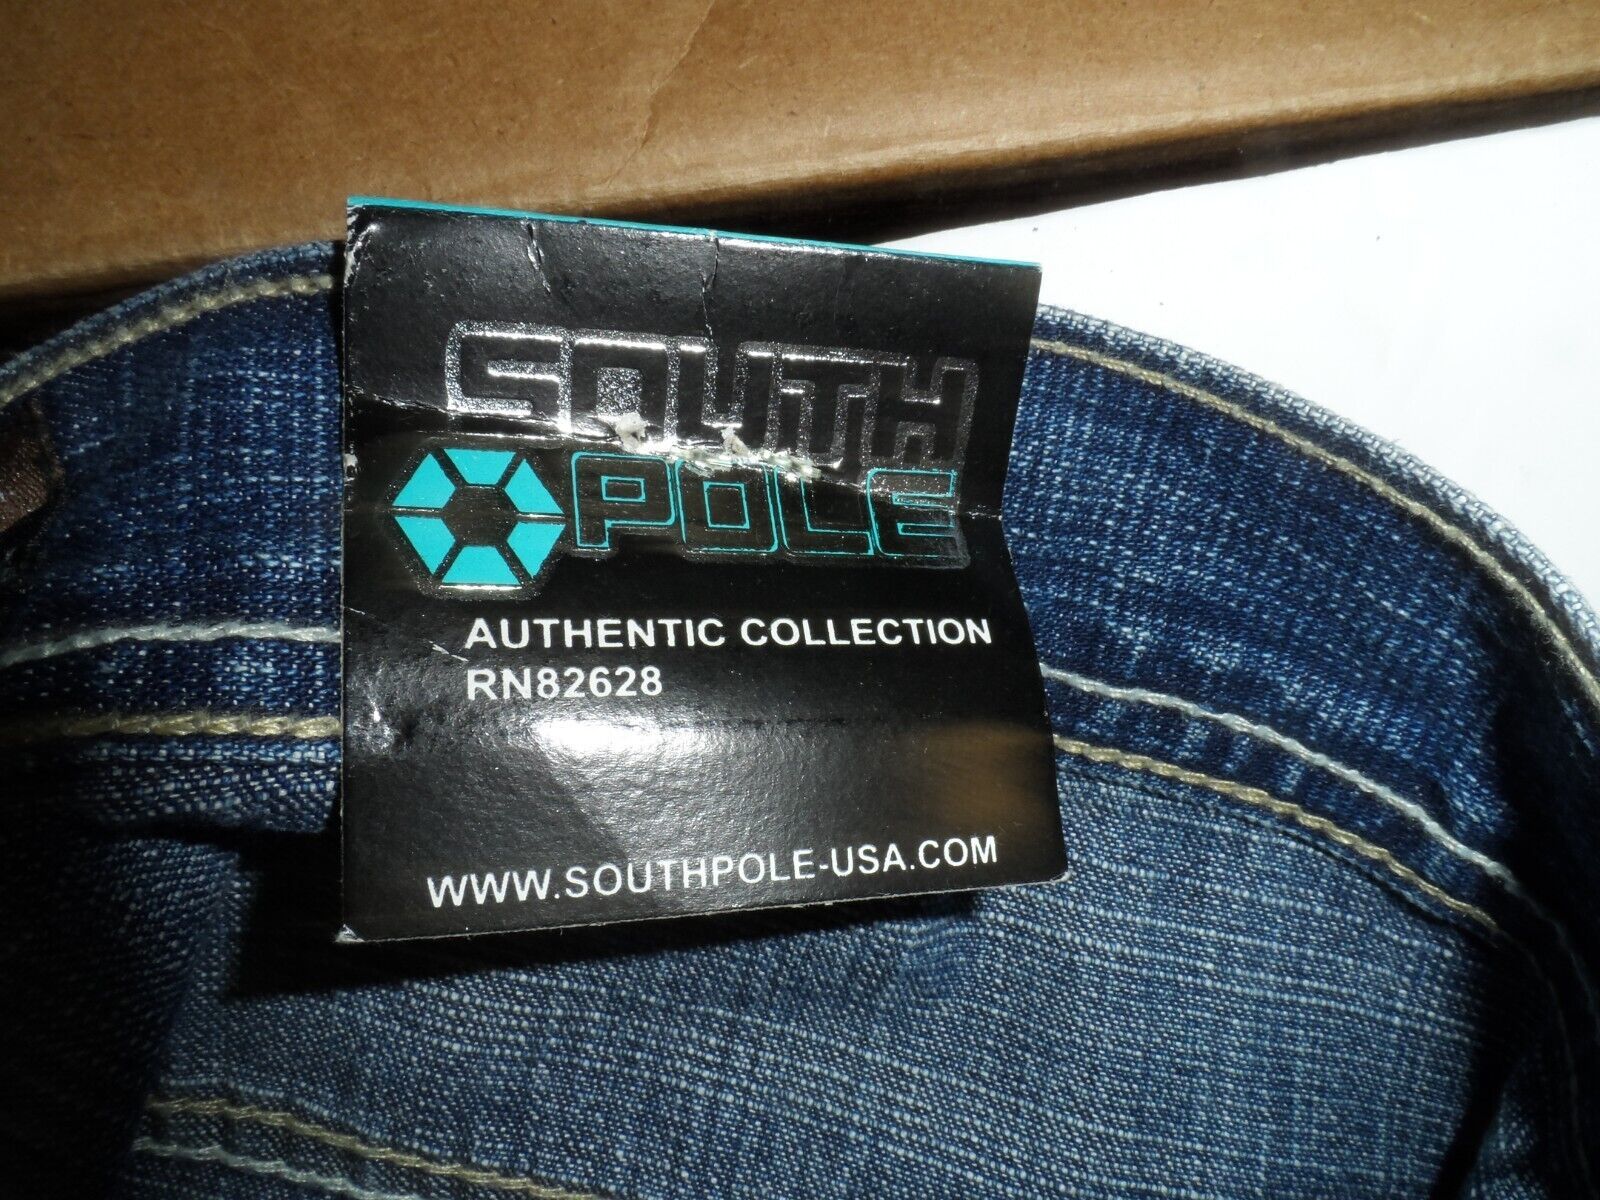 SOUTH
POLE
AUTHENTIC COLLECTION
RN82628
WWW.SOUTHPOLE-USA.COM